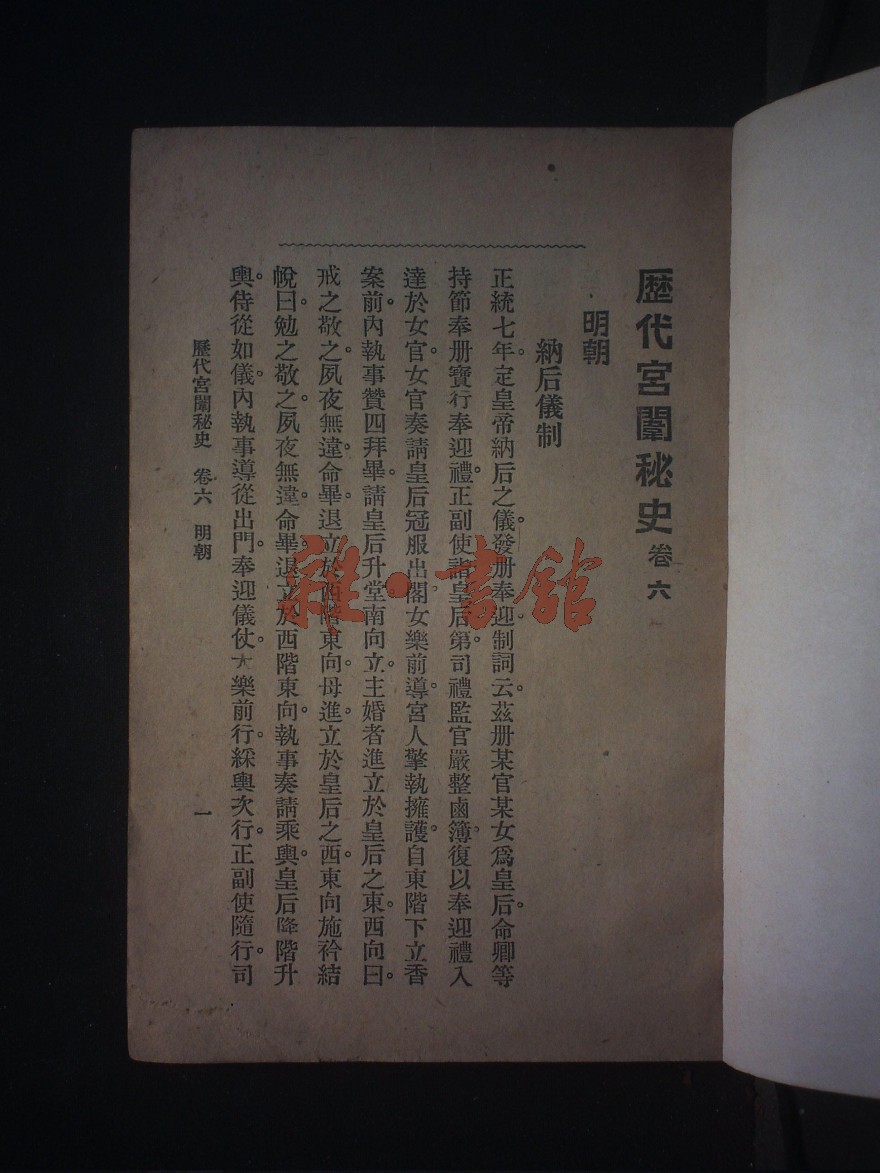 歷代宮闈秘史 卷六
明朝
納后儀制
正統七年。定皇帝納后之儀。發册奉迎。制詞云。茲册某官某女爲皇后。命卿等
持節奉册寶。行奉迎禮。正副使詣皇后第。司禮監官嚴整鹵簿。復以奉迎禮入
達於女官。女官奏請皇后冠服出閣。女樂前導。宮人擎執擁護。自東階下。立香
案前。內執事贊四拜畢。請皇后升堂。南向立。主婚者進立於皇后之東。西向曰。
戒之敬之。夙夜無違。命畢。退立於西階東向。母進立於皇后之西。東向施衿結
帨曰。勉之敬之。夙夜無違。命畢。退立於西階東向。執事奏請乘輿。皇后降階升
輿。侍從如儀。內執事導從出門。奉迎儀仗。大樂前行。綵輿次行。正副使隨行。司
歷代宮闈秘史 卷六 明朝 一
雜·書館